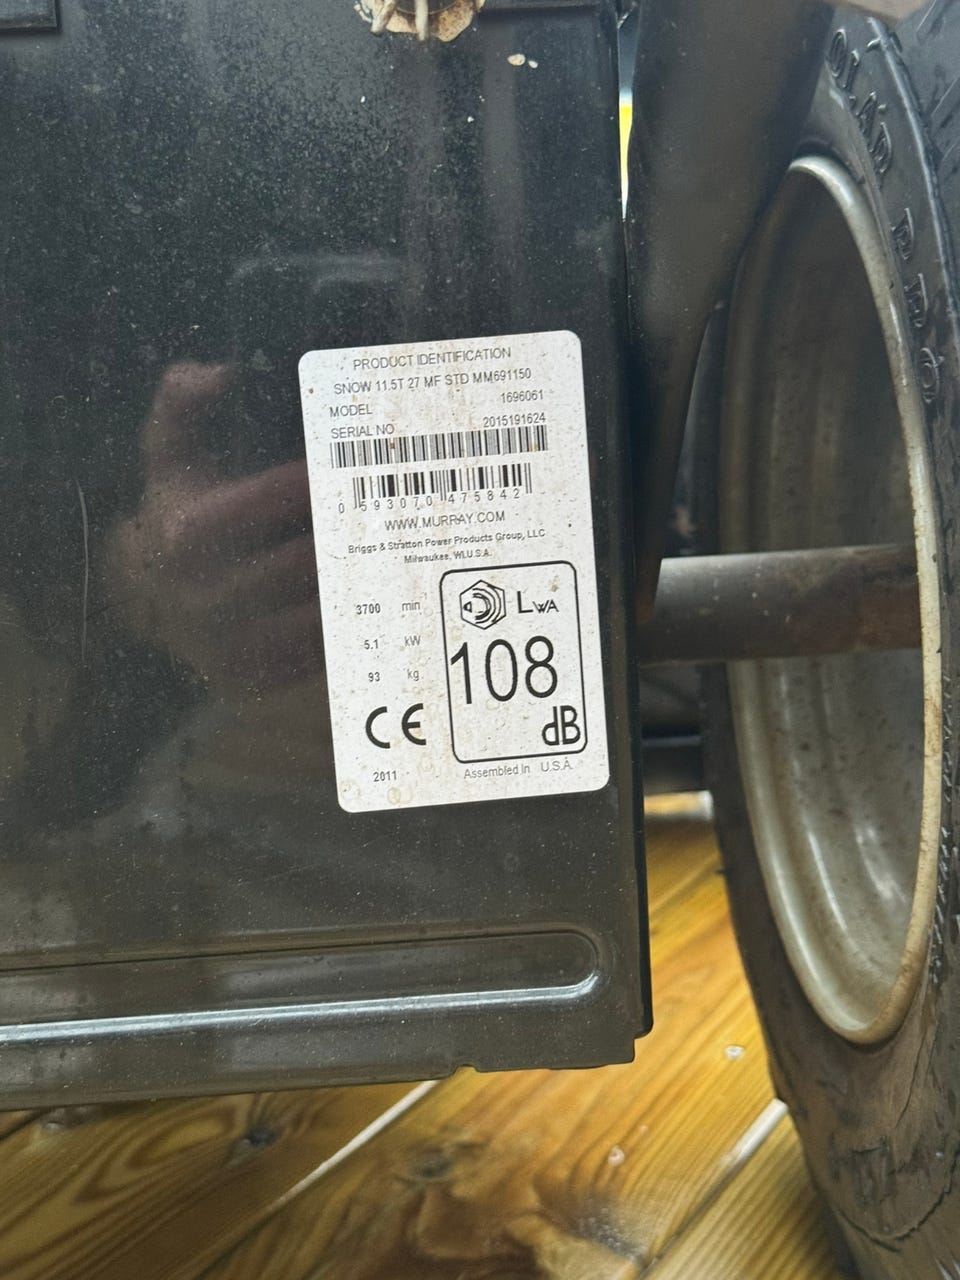 PRODUCT IDENTIFICATION
SNOW 11.5T 27 MF STD MM691150
MODEL 1696061
SERIAL NO 2015191624
0 593070 475842
WWW.MURRAY.COM
Briggs & Stratton Power Products Group, LLC
Milwaukee, WI.U.S.A.
3700 min
5.1 kW
93 kg
LWA
108
dB
CE
2011
Assembled In U.S.A.